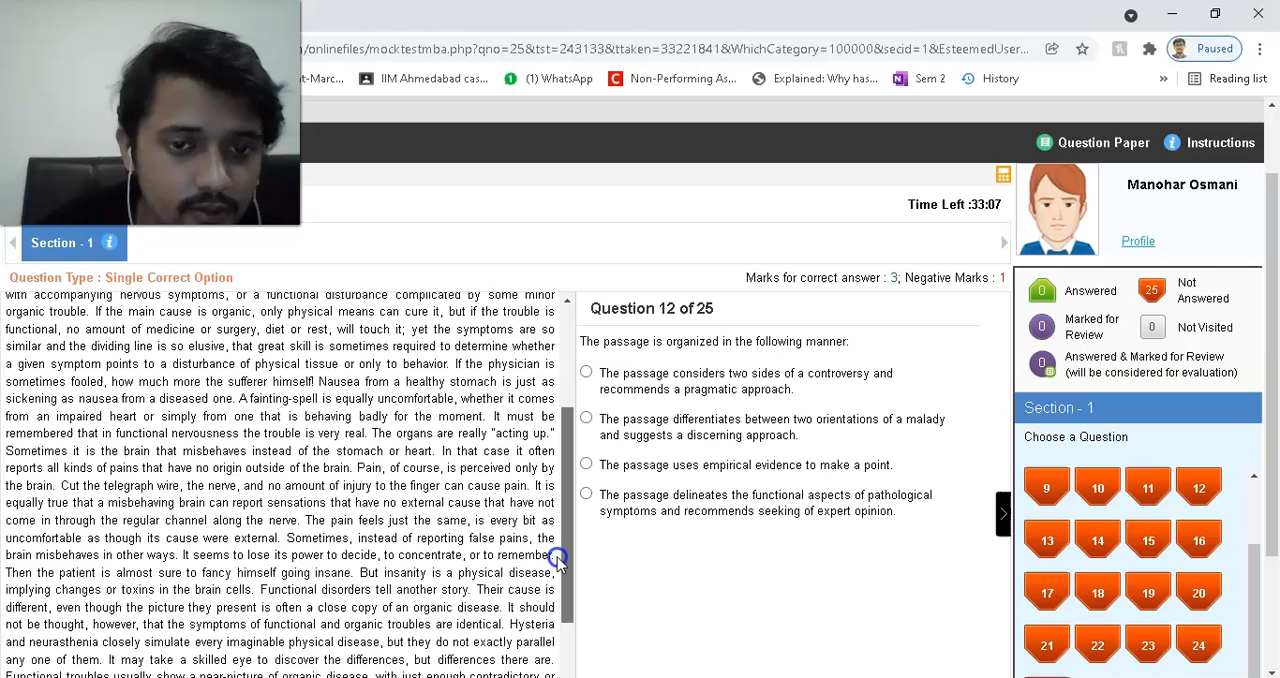 /onlinefiles/mocktestmba.php?qno=25&tst=243133&ttaken=33221841&WhichCategory=100000&secid=1&EsteemedUser...
Paused
t-Marc...
IIM Ahmedabad cas...
(1) WhatsApp
Non-Performing As...
Explained: Why has...
Sem 2
History
»
Reading list
Question Paper
Instructions
Manohar Osmani
Profile
Time Left :33:07
Section - 1
Question Type : Single Correct Option
Marks for correct answer : 3; Negative Marks : 1
with accompanying nervous symptoms, or a functional disturbance complicated by some minor
organic trouble. If the main cause is organic, only physical means can cure it, but if the trouble is
functional, no amount of medicine or surgery, diet or rest, will touch it; yet the symptoms are so
similar and the dividing line is so elusive, that great skill is sometimes required to determine whether
a given symptom points to a disturbance of physical tissue or only to behavior. If the physician is
sometimes fooled, how much more the sufferer himself! Nausea from a healthy stomach is just as
sickening as nausea from a diseased one. A fainting-spell is equally uncomfortable, whether it comes
from an impaired heart or simply from one that is behaving badly for the moment. It must be
remembered that in functional nervousness the trouble is very real. The organs are really "acting up."
Sometimes it is the brain that misbehaves instead of the stomach or heart. In that case it often
reports all kinds of pains that have no origin outside of the brain. Pain, of course, is perceived only by
the brain. Cut the telegraph wire, the nerve, and no amount of injury to the finger can cause pain. It is
equally true that a misbehaving brain can report sensations that have no external cause that have not
come in through the regular channel along the nerve. The pain feels just the same, is every bit as
uncomfortable as though its cause were external. Sometimes, instead of reporting false pains, the
brain misbehaves in other ways. It seems to lose its power to decide, to concentrate, or to remember.
Then the patient is almost sure to fancy himself going insane. But insanity is a physical disease,
implying changes or toxins in the brain cells. Functional disorders tell another story. Their cause is
different, even though the picture they present is often a close copy of an organic disease. It should
not be thought, however, that the symptoms of functional and organic troubles are identical. Hysteria
and neurasthenia closely simulate every imaginable physical disease, but they do not exactly parallel
any one of them. It may take a skilled eye to discover the differences, but differences there are.
Functional troubles usually show a near-picture of organic disease, with just enough contradictory or
Question 12 of 25
The passage is organized in the following manner:
The passage considers two sides of a controversy and
recommends a pragmatic approach.
The passage differentiates between two orientations of a malady
and suggests a discerning approach.
The passage uses empirical evidence to make a point.
The passage delineates the functional aspects of pathological
symptoms and recommends seeking of expert opinion.
0 Answered
25 Not
Answered
0 Marked for
Review
0 Not Visited
0 Answered & Marked for Review
(will be considered for evaluation)
Section - 1
Choose a Question
9 10 11 12
13 14 15 16
17 18 19 20
21 22 23 24